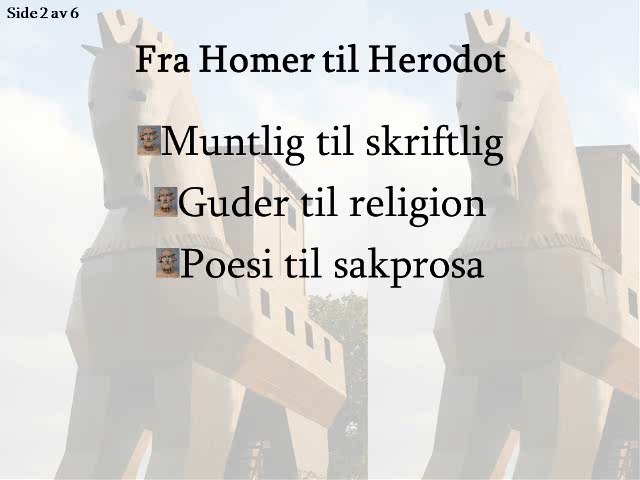 Side 2 av 6
Fra Homer til Herodot
Muntlig til skriftlig
Guder til religion
Poesi til sakprosa